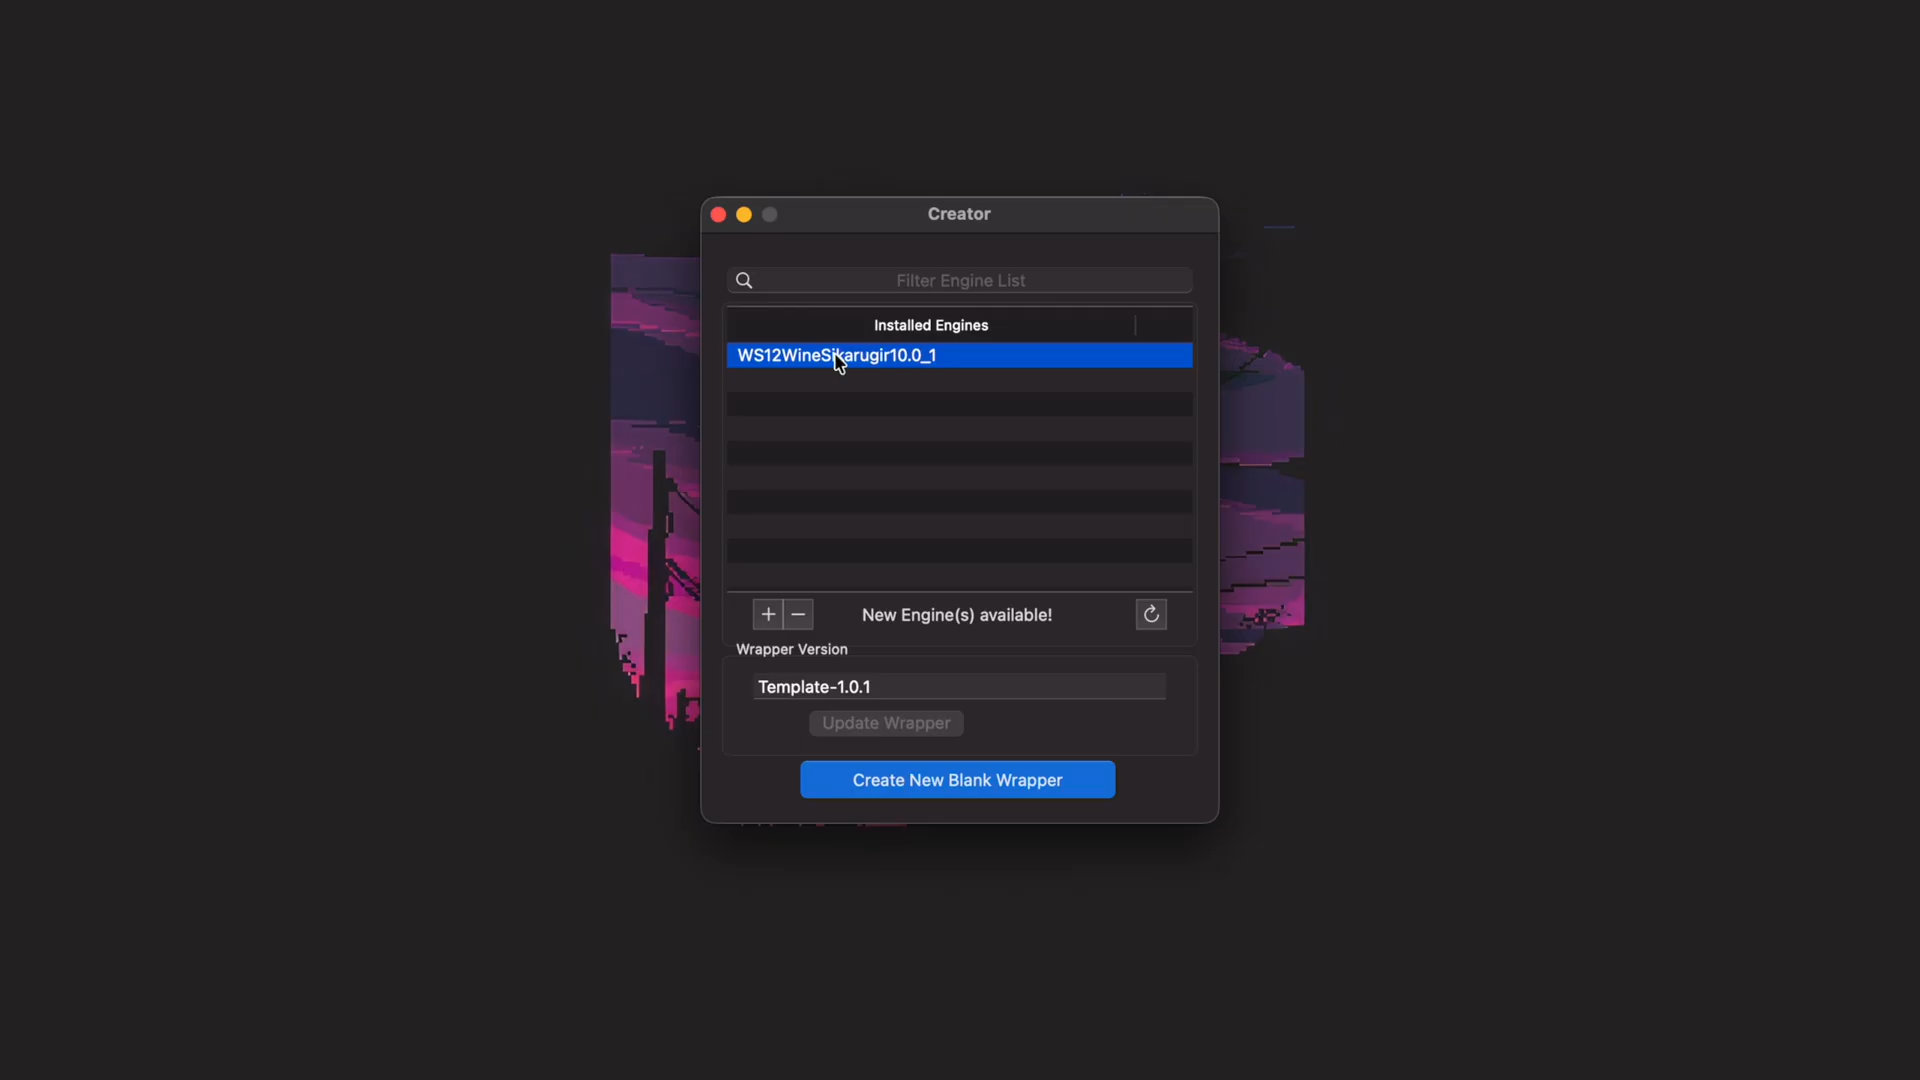 Creator
Filter Engine List
Installed Engines
WS12WineSikarugir10.0_1
New Engine(s) available!
Wrapper Version
Template-1.0.1
Update Wrapper
Create New Blank Wrapper